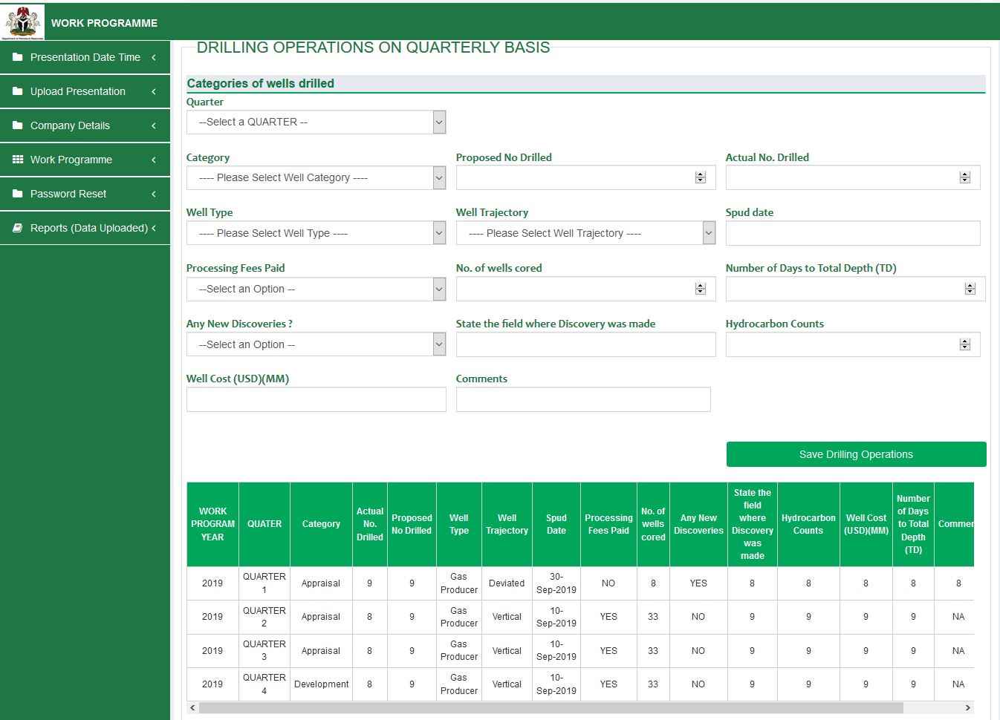 WORK PROGRAMME
Department of Petroleum Resources
Presentation Date Time
Upload Presentation
Company Details
Work Programme
Password Reset
Reports (Data Uploaded)
DRILLING OPERATIONS ON QUARTERLY BASIS
Categories of wells drilled
Quarter
--Select a QUARTER --
Category Proposed No Drilled Actual No. Drilled
---- Please Select Well Category ----
Well Type Well Trajectory Spud date
---- Please Select Well Type ---- ---- Please Select Well Trajectory ----
Processing Fees Paid No. of wells cored Number of Days to Total Depth (TD)
--Select an Option --
Any New Discoveries ? State the field where Discovery was made Hydrocarbon Counts
--Select an Option --
Well Cost (USD)(MM) Comments
Save Drilling Operations
WORK PROGRAM YEAR QUATER Category Actual No. Drilled Proposed No Drilled Well Type Well Trajectory Spud Date Processing Fees Paid No. of wells cored Any New Discoveries State the field where Discovery was made Hydrocarbon Counts Well Cost (USD)(MM) Number of Days to Total Depth (TD) Commer
2019 QUARTER 1 Appraisal 9 9 Gas Producer Deviated 30-Sep-2019 NO 8 YES 8 8 8 8 8
2019 QUARTER 2 Appraisal 8 9 Gas Producer Vertical 10-Sep-2019 YES 33 NO 9 9 9 9 NA
2019 QUARTER 3 Appraisal 8 9 Gas Producer Vertical 10-Sep-2019 YES 33 NO 9 9 9 9 NA
2019 QUARTER 4 Development 8 9 Gas Producer Vertical 10-Sep-2019 YES 33 NO 9 9 9 9 NA